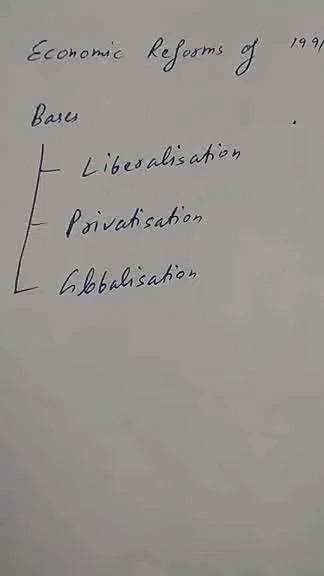 Economic Reforms of 1991
Bases
Liberalisation
Privatisation
Globalisation